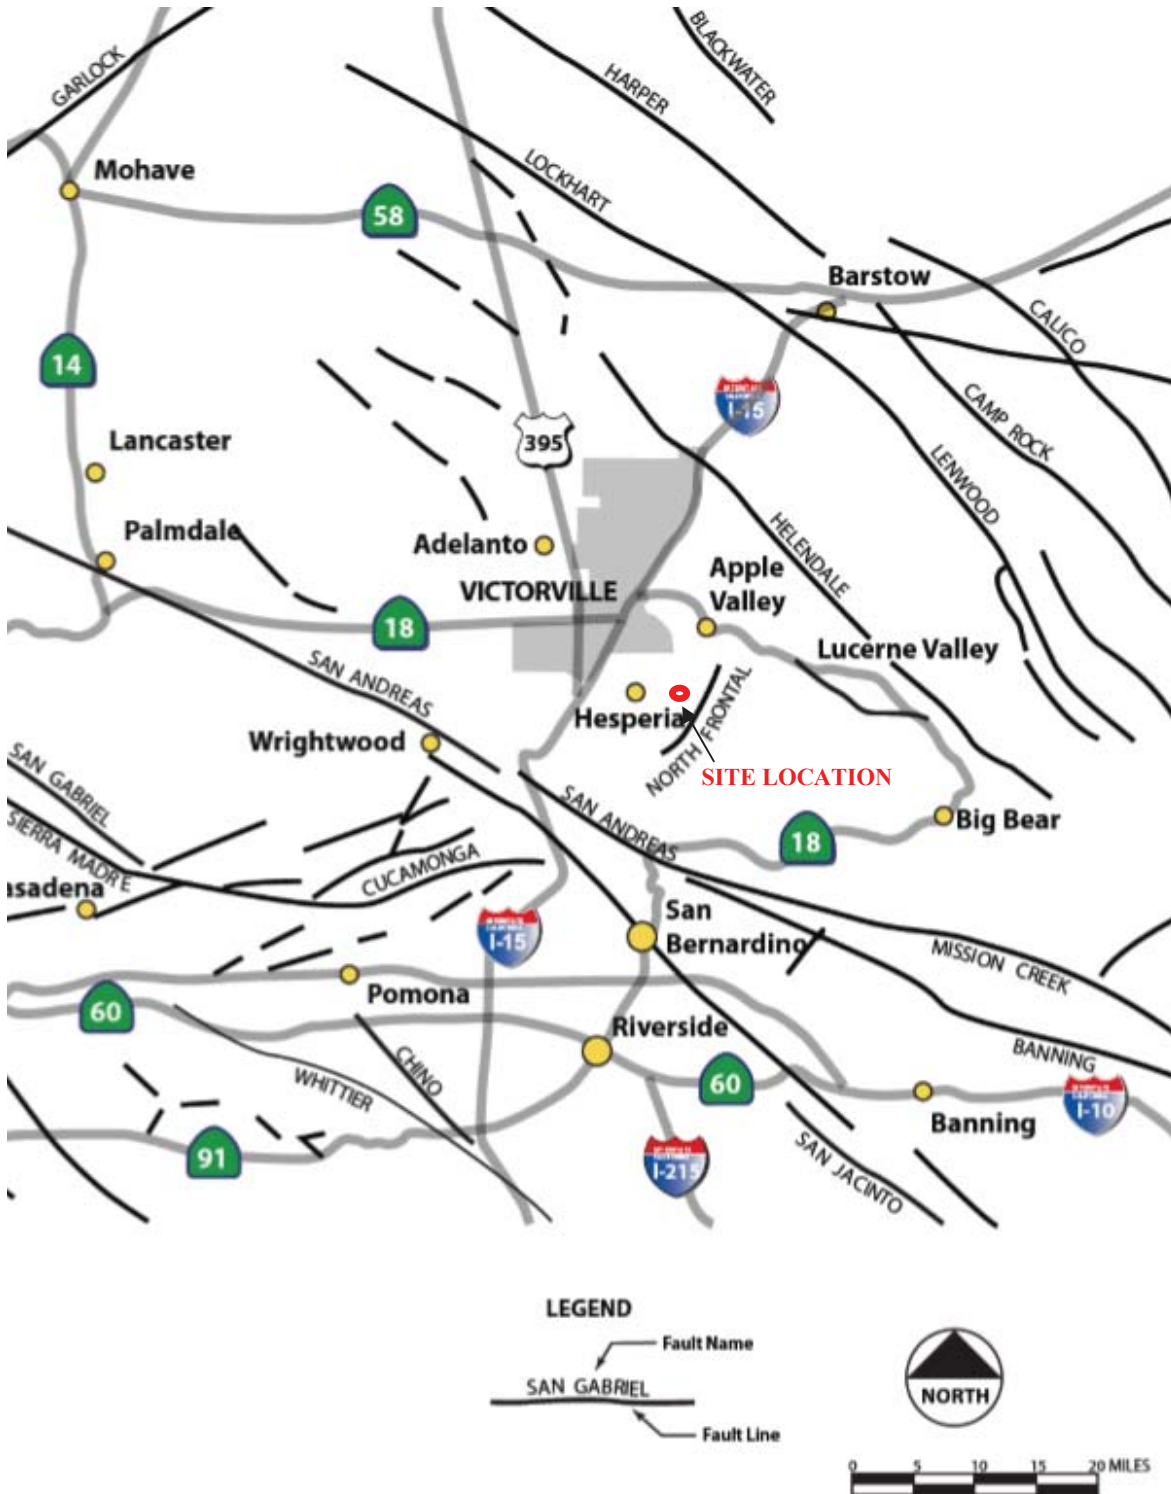 GARLOCK
BLACKWATER
HARPER
Mohave
LOCKHART
58
Barstow
CALICO
14
I-15
CAMP ROCK
Lancaster
395
LENWOOD
Palmdale
Adelanto
HELENDALE
VICTORVILLE
Apple
Valley
18
Lucerne Valley
SAN ANDREAS
Hesperia
NORTH FRONTAL
Wrightwood
SITE LOCATION
SAN GABRIEL
SAN ANDREAS
Big Bear
18
SIERRA MADRE
CUCAMONGA
asadena
San
Bernardino
I-15
MISSION CREEK
Pomona
60
Riverside
BANNING
CHINO
WHITTIER
60
I-10
Banning
91
I-215
SAN JACINTO
LEGEND
Fault Name
SAN GABRIEL
Fault Line
NORTH
0 5 10 15 20 MILES